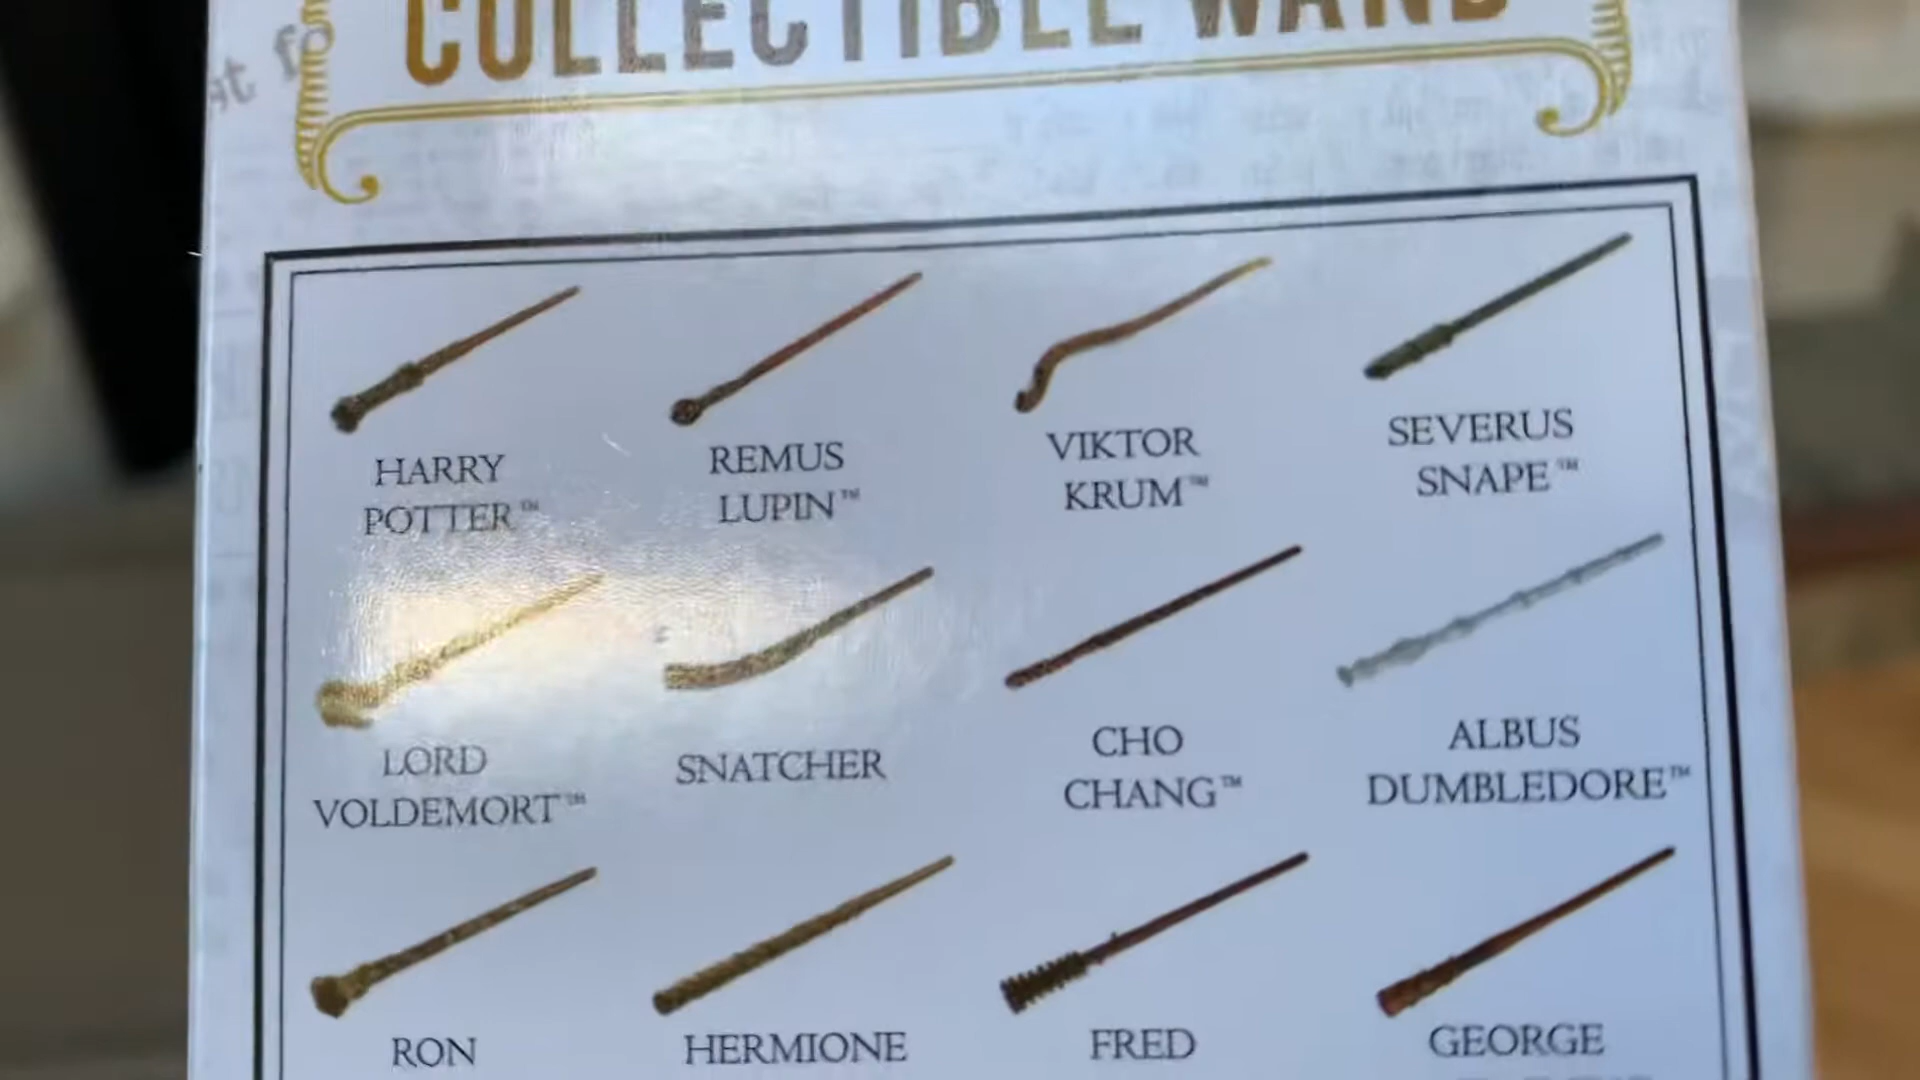 COLLECTIBLE WAND
HARRY POTTER™
REMUS LUPIN™
VIKTOR KRUM™
SEVERUS SNAPE™
LORD VOLDEMORT™
SNATCHER
CHO CHANG™
ALBUS DUMBLEDORE™
RON
HERMIONE
FRED
GEORGE